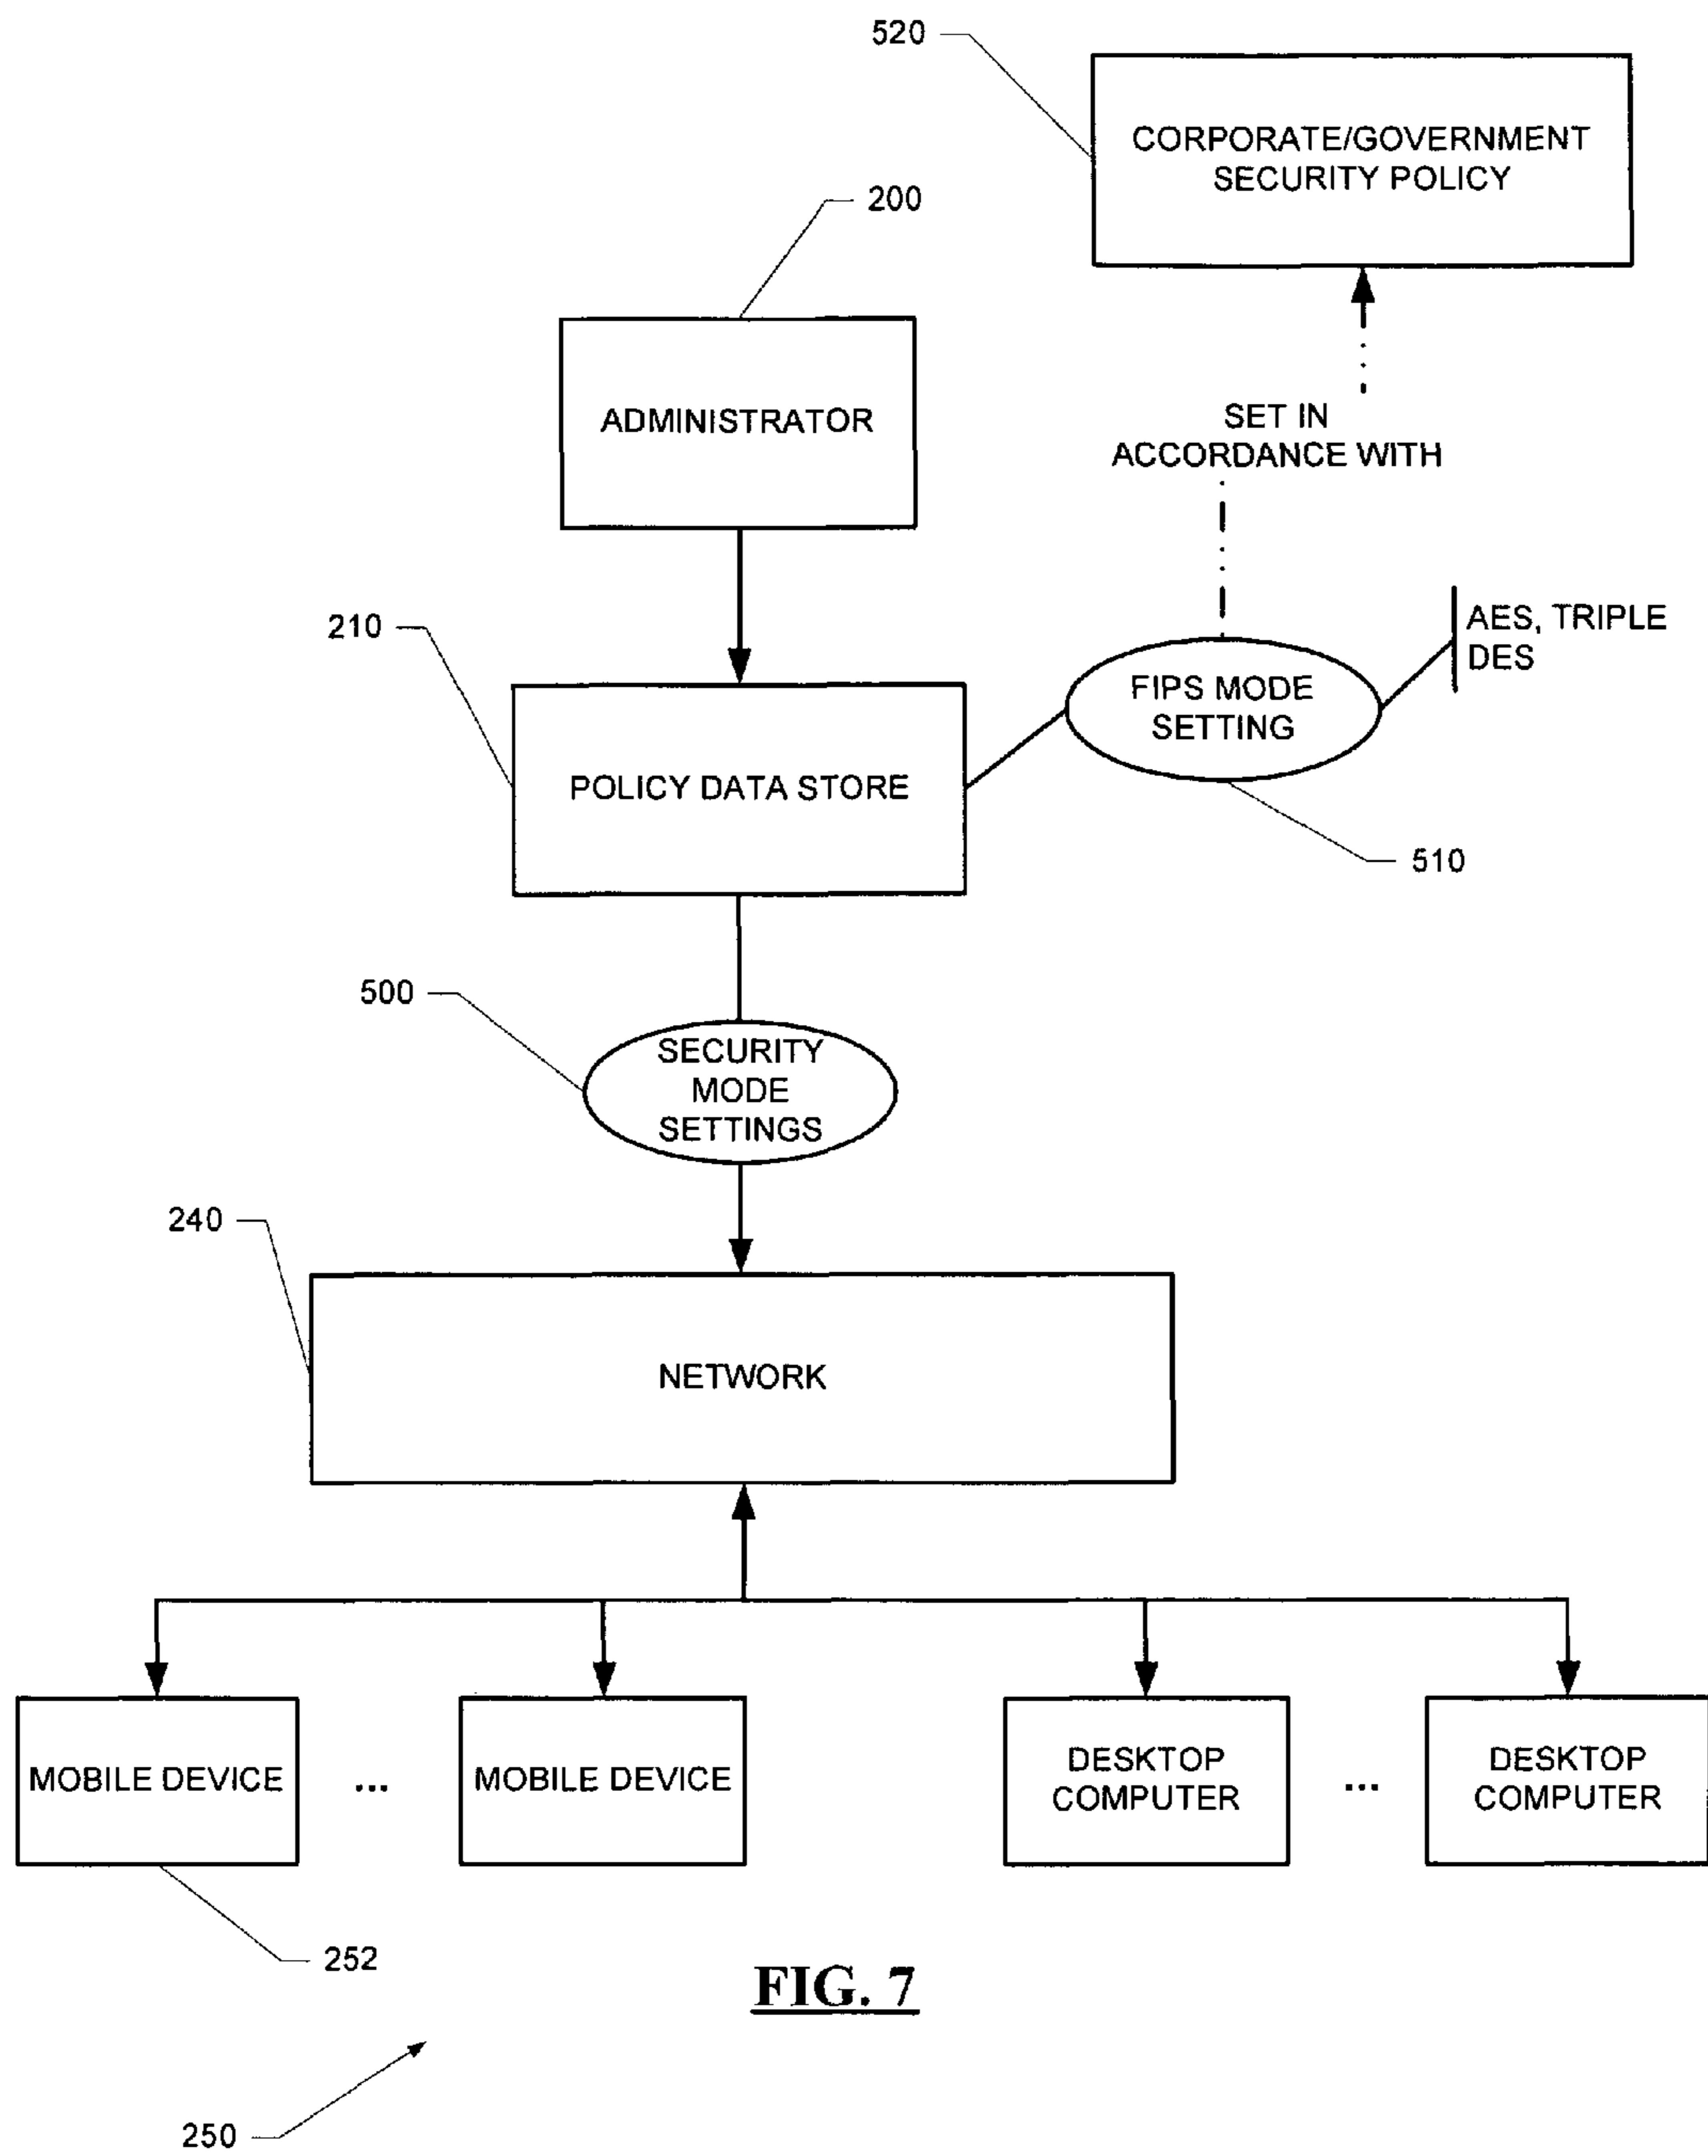 520
CORPORATE/GOVERNMENT
SECURITY POLICY
200
ADMINISTRATOR
SET IN
ACCORDANCE WITH
210
AES, TRIPLE
DES
FIPS MODE
SETTING
POLICY DATA STORE
510
500
SECURITY
MODE
SETTINGS
240
NETWORK
MOBILE DEVICE
...
MOBILE DEVICE
DESKTOP
COMPUTER
...
DESKTOP
COMPUTER
252
FIG. 7
250